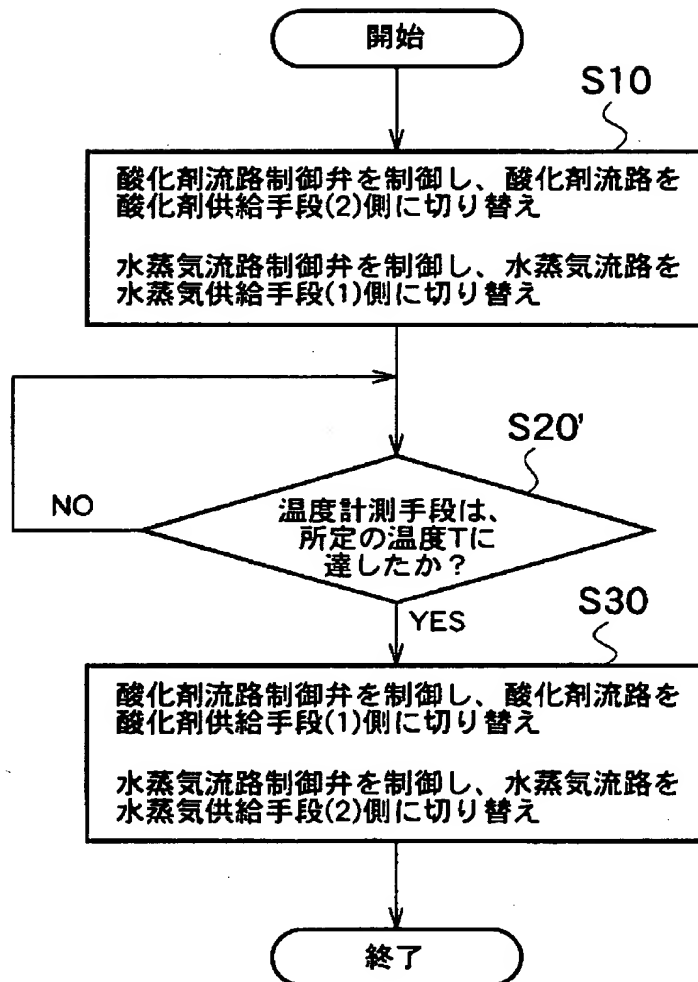 開始
S10
酸化剤流路制御弁を制御し、酸化剤流路を
酸化剤供給手段(2)側に切り替え
水蒸気流路制御弁を制御し、水蒸気流路を
水蒸気供給手段(1)側に切り替え
S20'
NO
温度計測手段は、
所定の温度Tに
達したか？
YES
S30
酸化剤流路制御弁を制御し、酸化剤流路を
酸化剤供給手段(1)側に切り替え
水蒸気流路制御弁を制御し、水蒸気流路を
水蒸気供給手段(2)側に切り替え
終了